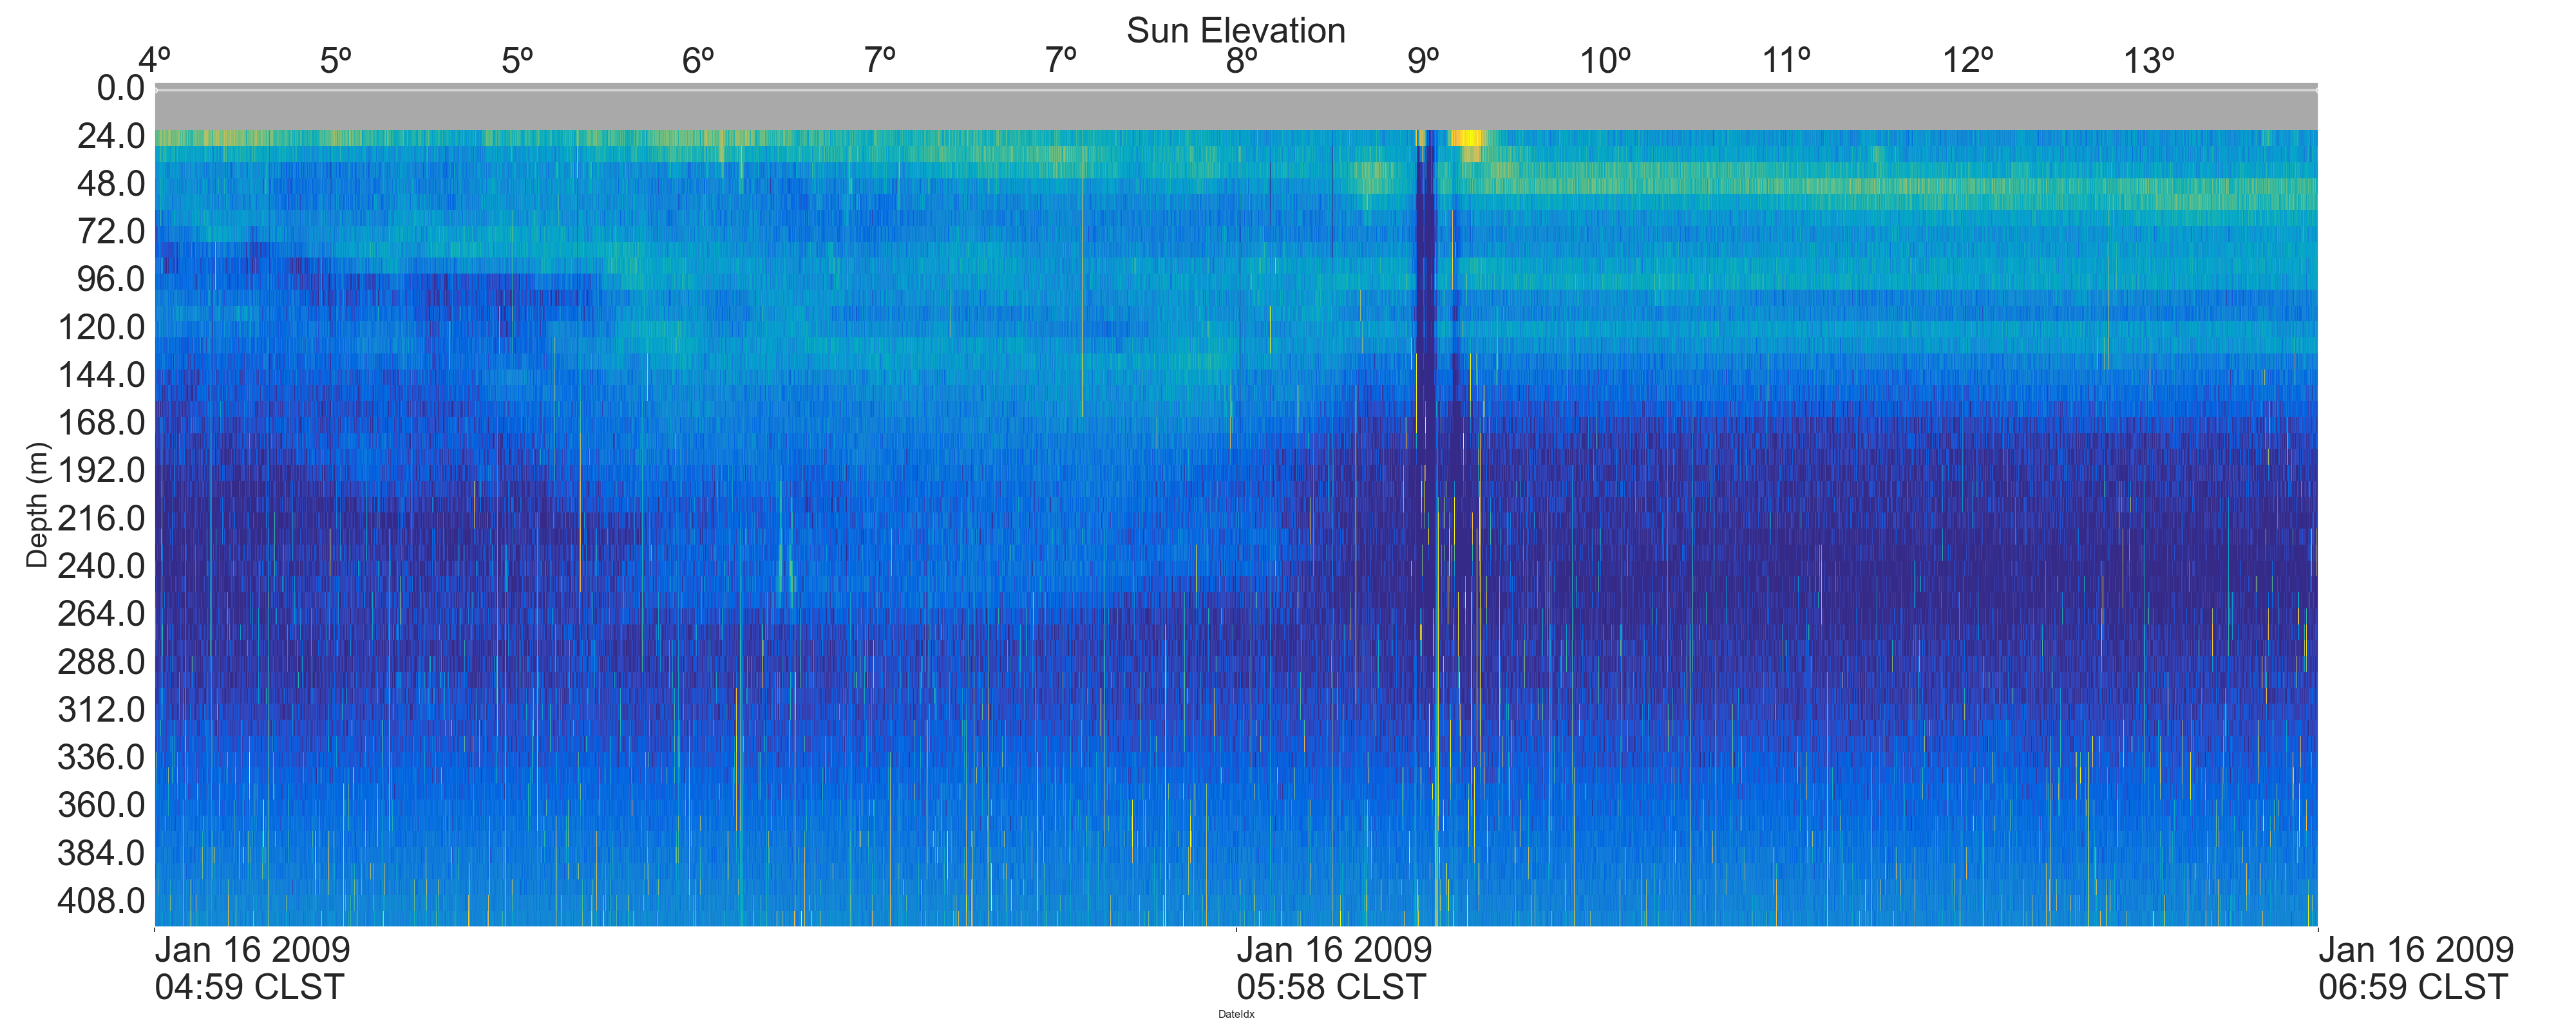 Sun Elevation
4º 5º 5º 6º 7º 7º 8º 9º 10º 11º 12º 13º
0.0
24.0
48.0
72.0
96.0
120.0
144.0
168.0
192.0
216.0
240.0
264.0
288.0
312.0
336.0
360.0
384.0
408.0
Depth (m)
Jan 16 2009
04:59 CLST
Jan 16 2009
05:58 CLST
Jan 16 2009
06:59 CLST
DateIdx